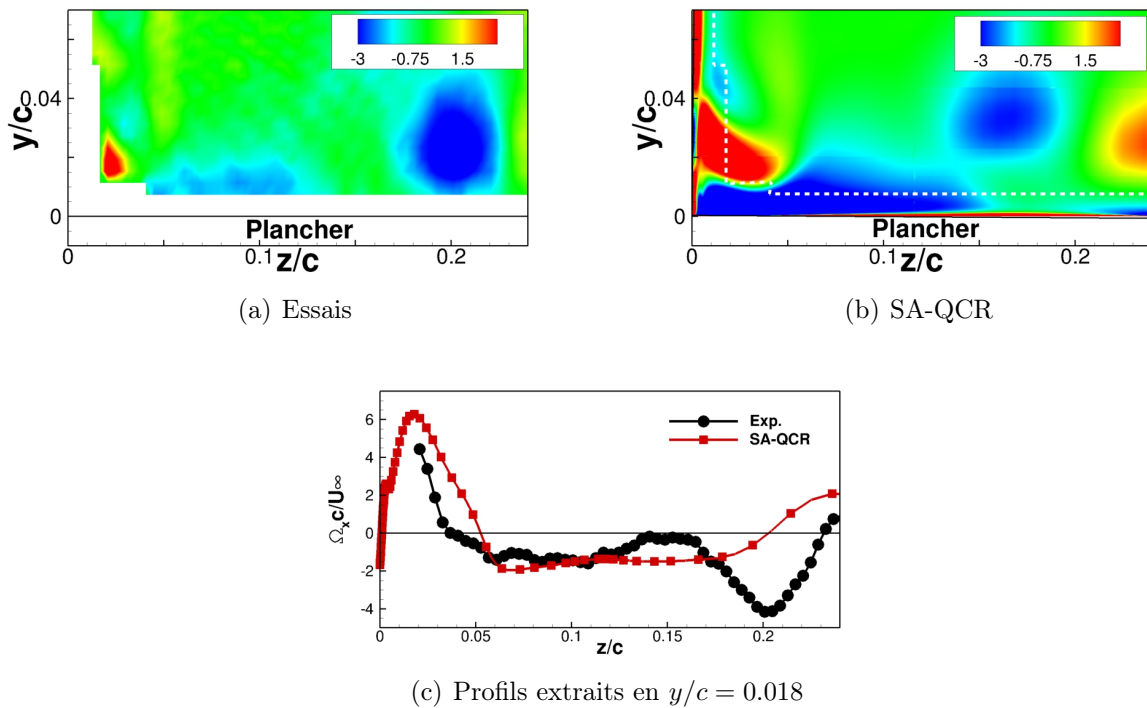 -3 -0.75 1.5
y/c
0.04
0
Plancher
0 0.1 0.2
z/c
(a) Essais
-3 -0.75 1.5
y/c
0.04
0
Plancher
0 0.1 0.2
z/c
(b) SA-QCR
Exp.
SA-QCR
Ωxc/U∞
6
4
2
0
-2
-4
0 0.05 0.1 0.15 0.2
z/c
(c) Profils extraits en y/c = 0.018